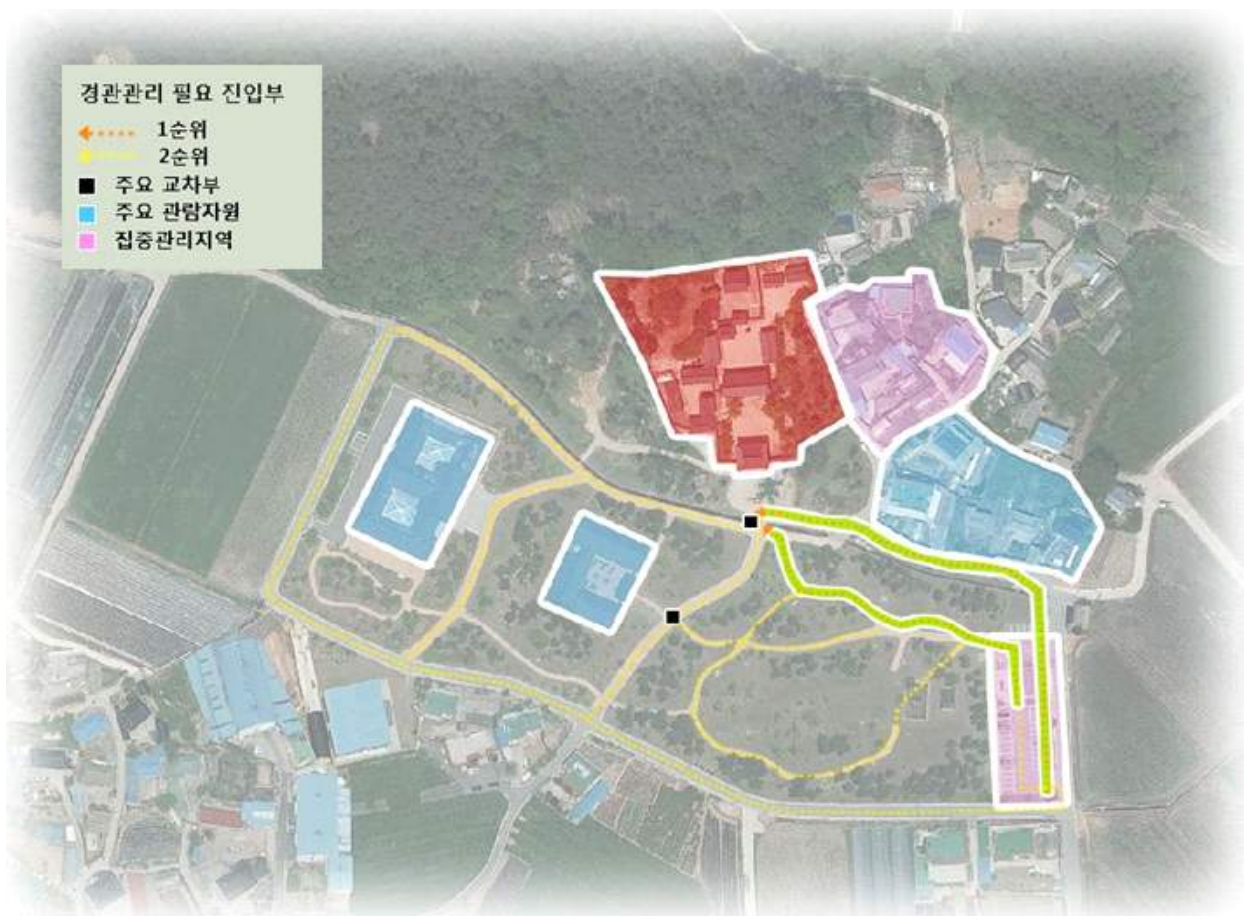 경관관리 필요 진입부
1순위
2순위
주요 교차부
주요 관람자원
집중관리지역